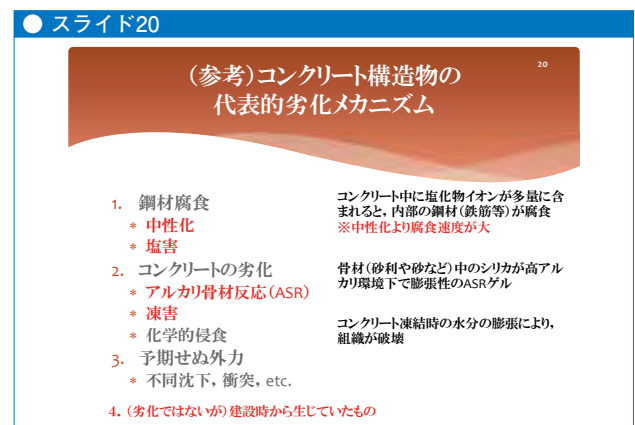 ● スライド20
20
(参考)コンクリート構造物の
代表的劣化メカニズム
1. 鋼材腐食
* 中性化
* 塩害
2. コンクリートの劣化
* アルカリ骨材反応(ASR)
* 凍害
* 化学的侵食
3. 予期せぬ外力
* 不同沈下, 衝突, etc.
4. (劣化ではないが)建設時から生じていたもの
コンクリート中に塩化物イオンが多量に含
まれると, 内部の鋼材(鉄筋等)が腐食
※中性化より腐食速度が大
骨材(砂利や砂など)中のシリカが高アル
カリ環境下で膨張性のASRゲル
コンクリート凍結時の水分の膨張により,
組織が破壊